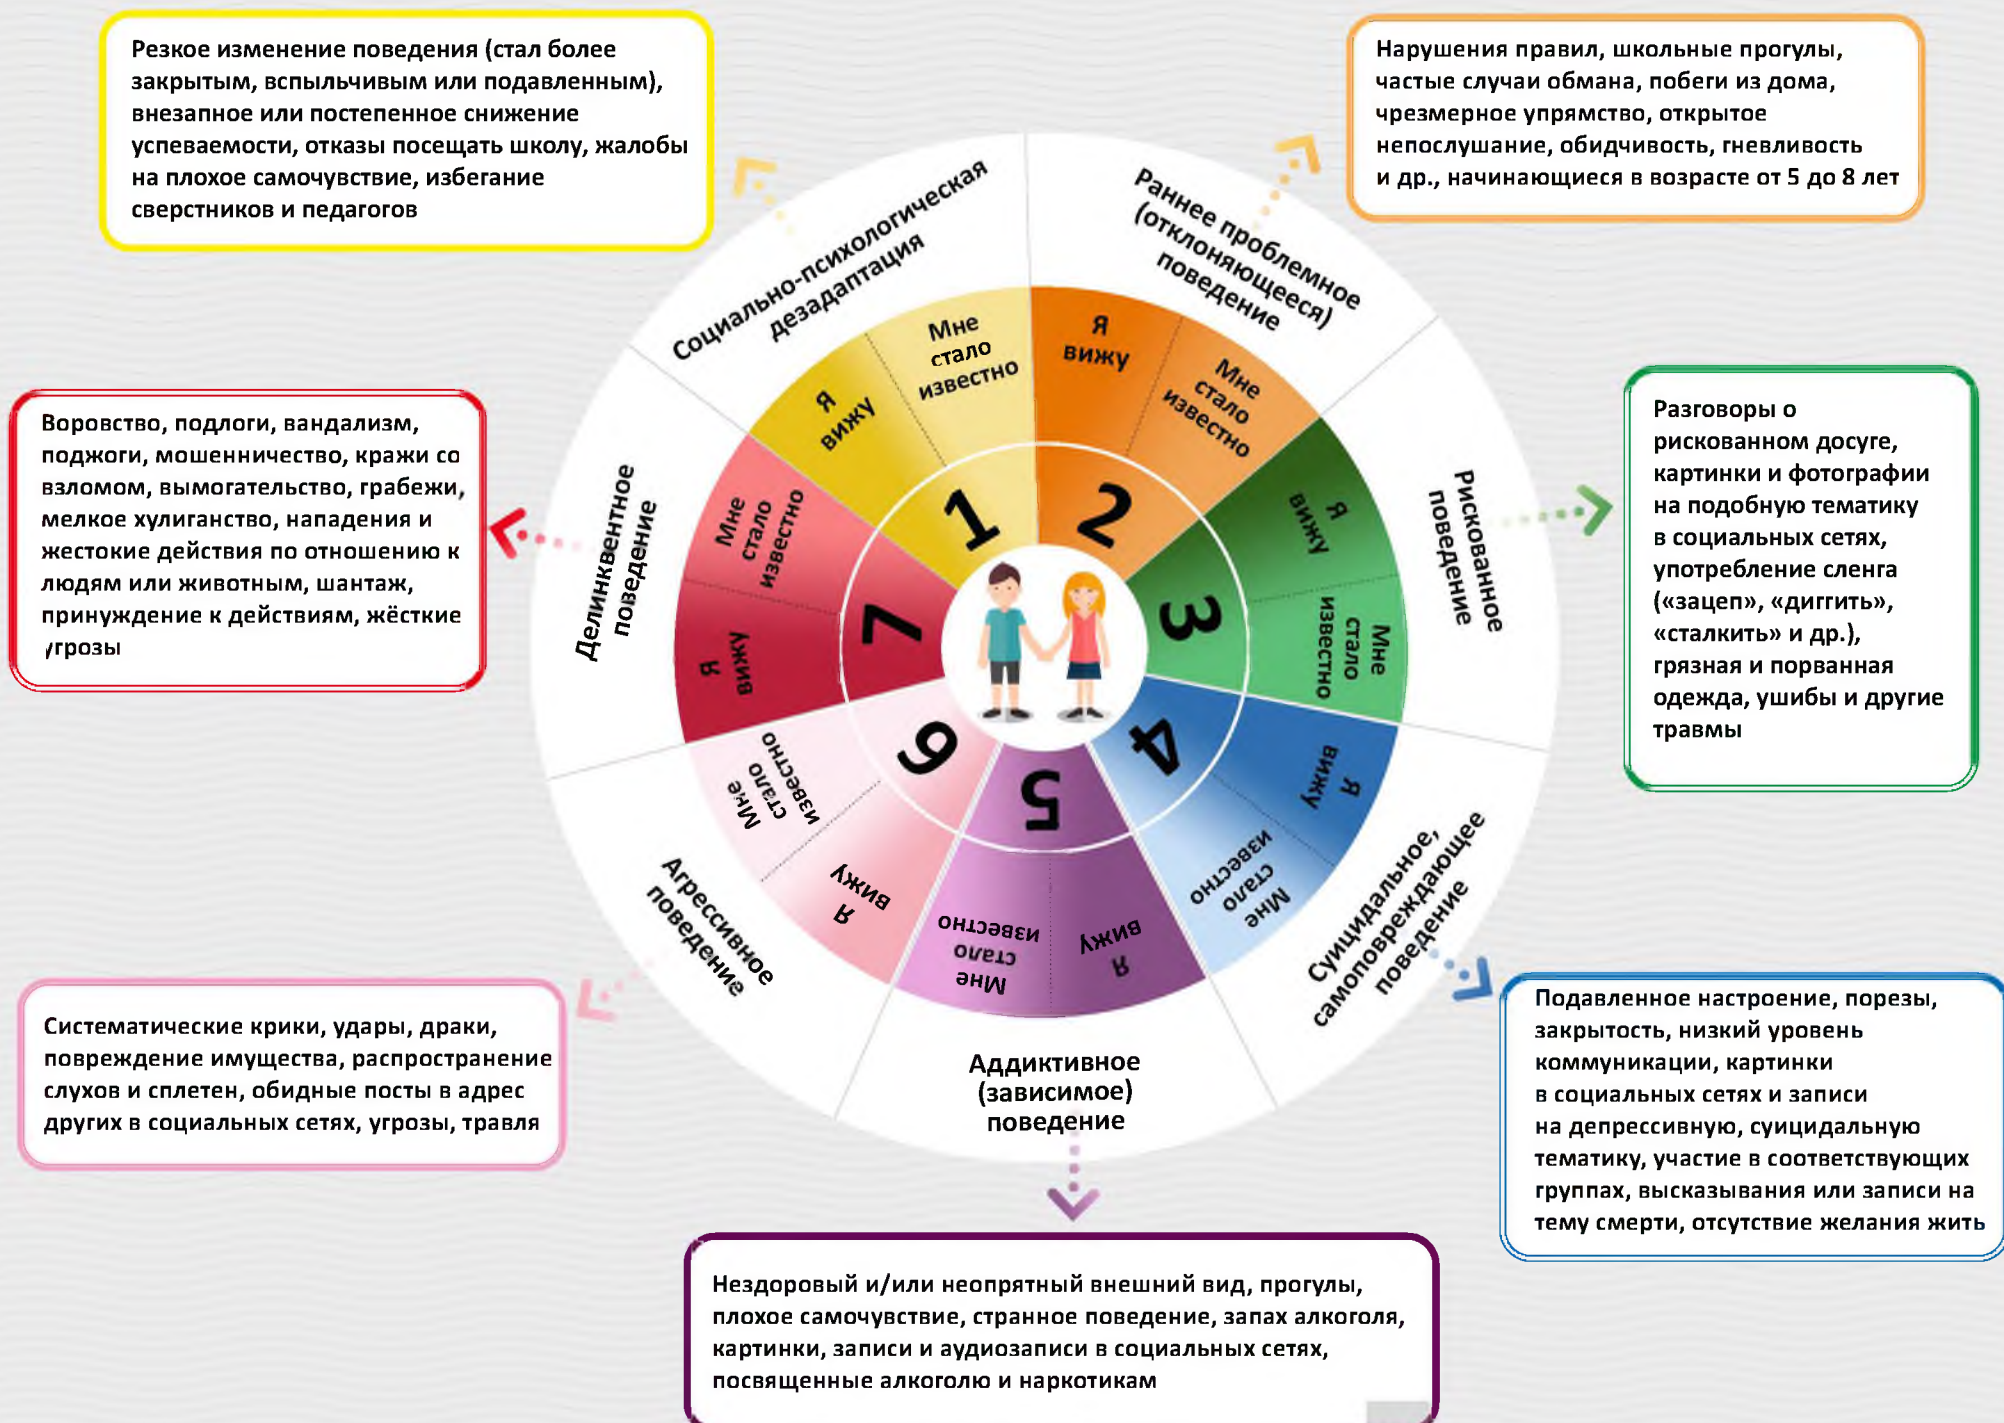 Резкое изменение поведения (стал более
закрытым, вспыльчивым или подавленным),
внезапное или постепенное снижение
успеваемости, отказы посещать школу, жалобы
на плохое самочувствие, избегание
сверстников и педагогов
Нарушения правил, школьные прогулы,
частые случаи обмана, побеги из дома,
чрезмерное упрямство, открытое
непослушание, обидчивость, гневливость
и др., начинающиеся в возрасте от 5 до 8 лет
Социально-психологическая
дезадаптация
Раннее проблемное
(отклоняющееся)
поведение
Я
вижу
Мне
стало
известно
1
Я
вижу
Мне
стало
известно
2
Воровство, подлоги, вандализм,
поджоги, мошенничество, кражи со
взломом, вымогательство, грабежи,
мелкое хулиганство, нападения и
жестокие действия по отношению к
людям или животным, шантаж,
принуждение к действиям, жёсткие
угрозы
Делинквентное
поведение
Мне
стало
известно
Я
вижу
7
Я
вижу
Мне
стало
известно
3
Рискованное
поведение
Разговоры о
рискованном досуге,
картинки и фотографии
на подобную тематику
в социальных сетях,
употребление сленга
(«зацеп», «диггить»,
«сталкить» и др.),
грязная и порванная
одежда, ушибы и другие
травмы
Агрессивное
поведение
Мне
стало
известно
Я
вижу
6
5
Мне
стало
известно
Я
вижу
4
Я
вижу
Мне
стало
известно
Суицидальное,
самоповреждающее
поведение
Систематические крики, удары, драки,
повреждение имущества, распространение
слухов и сплетен, обидные посты в адрес
других в социальных сетях, угрозы, травля
Аддиктивное
(зависимое)
поведение
Подавленное настроение, порезы,
закрытость, низкий уровень
коммуникации, картинки
в социальных сетях и записи
на депрессивную, суицидальную
тематику, участие в соответствующих
группах, высказывания или записи на
тему смерти, отсутствие желания жить
Нездоровый и/или неопрятный внешний вид, прогулы,
плохое самочувствие, странное поведение, запах алкоголя,
картинки, записи и аудиозаписи в социальных сетях,
посвященные алкоголю и наркотикам